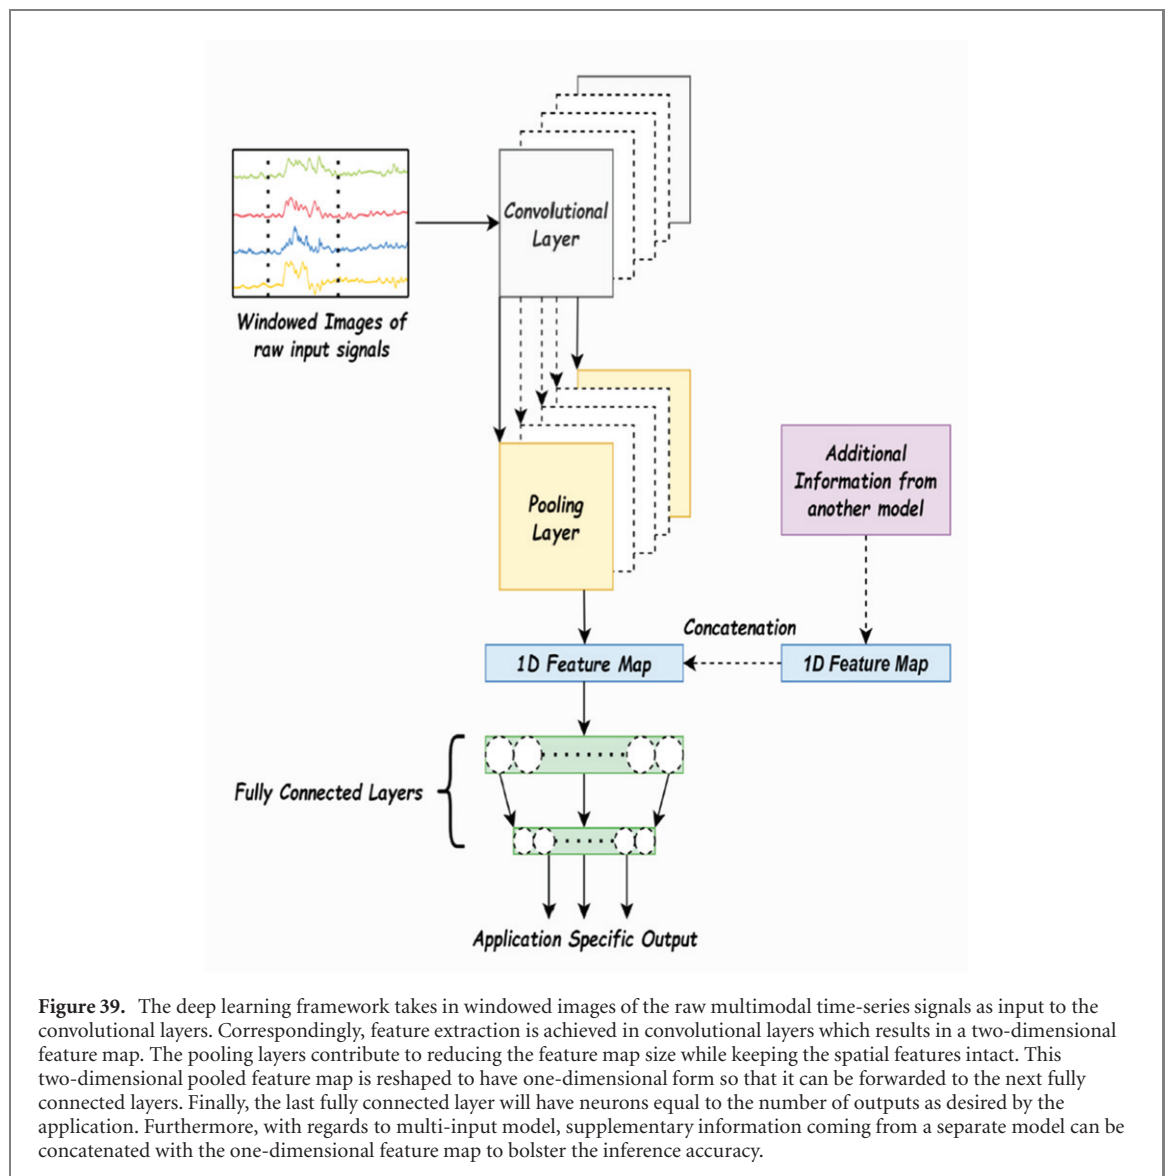 Convolutional
Layer
Windowed Images of
raw input signals
Additional
Information from
another model
Pooling
Layer
Concatenation
1D Feature Map
1D Feature Map
Fully Connected Layers
Application Specific Output
Figure 39. The deep learning framework takes in windowed images of the raw multimodal time-series signals as input to the
convolutional layers. Correspondingly, feature extraction is achieved in convolutional layers which results in a two-dimensional
feature map. The pooling layers contribute to reducing the feature map size while keeping the spatial features intact. This
two-dimensional pooled feature map is reshaped to have one-dimensional form so that it can be forwarded to the next fully
connected layers. Finally, the last fully connected layer will have neurons equal to the number of outputs as desired by the
application. Furthermore, with regards to multi-input model, supplementary information coming from a separate model can be
concatenated with the one-dimensional feature map to bolster the inference accuracy.